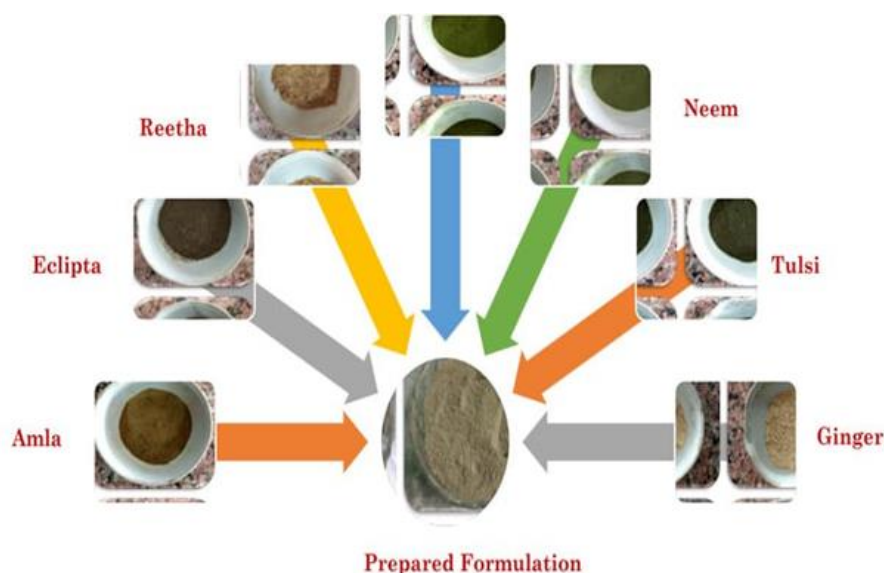 Reetha
Neem
Eclipta
Tulsi
Amla
Ginger
Prepared Formulation